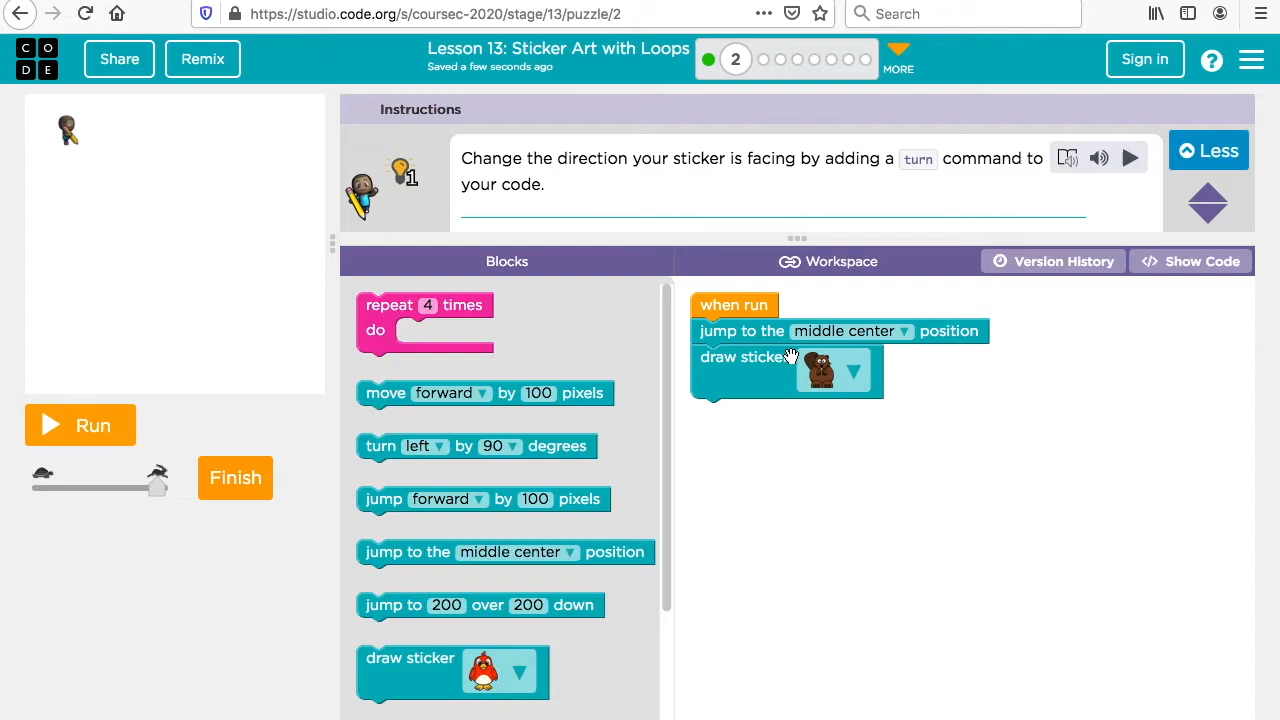 https://studio.code.org/s/coursec-2020/stage/13/puzzle/2
Search
C O
D E
Share
Remix
Lesson 13: Sticker Art with Loops
Saved a few seconds ago
2
MORE
Sign in
?
Instructions
1
Change the direction your sticker is facing by adding a turn command to
your code.
Less
Blocks
Workspace
Version History
</> Show Code
repeat 4 times
do
move forward by 100 pixels
turn left by 90 degrees
jump forward by 100 pixels
jump to the middle center position
jump to 200 over 200 down
draw sticker
when run
jump to the middle center position
draw sticker
Run
Finish